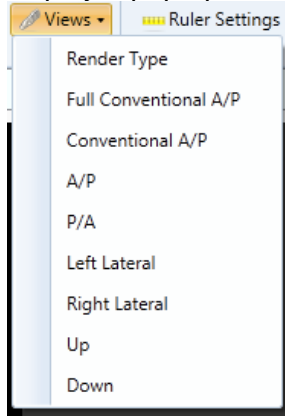 Views Ruler Settings
Render Type
Full Conventional A/P
Conventional A/P
A/P
P/A
Left Lateral
Right Lateral
Up
Down